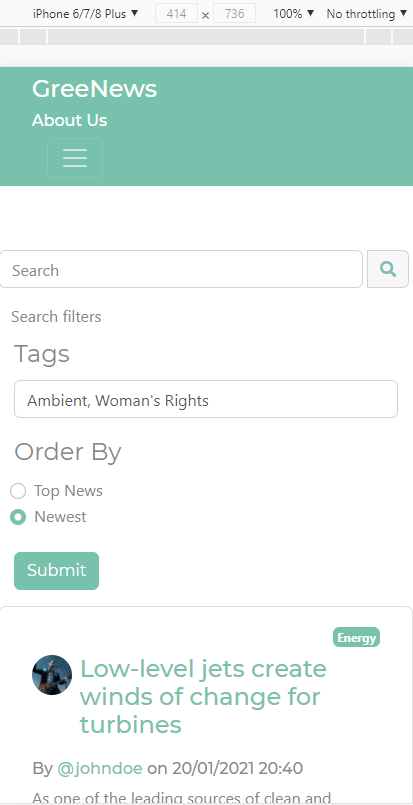 iPhone 6/7/8 Plus ▼ 414 × 736 100% ▼ No throttling ▼
GreeNews
About Us
Search
Search filters
Tags
Ambient, Woman's Rights
Order By
Top News
Newest
Submit
Energy
Low-level jets create
winds of change for
turbines
By @johndoe on 20/01/2021 20:40
As one of the leading sources of clean and